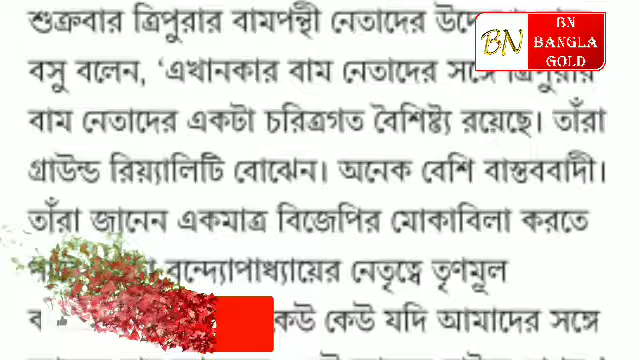 শুক্রবার ত্রিপুরার বামপন্থী নেতাদের
BN
BANGLA
GOLD
BN
বসু বলেন, ‘এখানকার বাম নেতাদের সঙ্গে ত্রিপুরার
বাম নেতাদের একটা চরিত্রগত বৈশিষ্ট্য রয়েছে। তাঁরা
গ্রাউন্ড রিয়্যালিটি বোঝেন। অনেক বেশি বাস্তববাদী।
তাঁরা জানেন একমাত্র বিজেপির মোকাবিলা করতে
বন্দ্যোপাধ্যায়ের নেতৃত্বে তৃণমূল
কেউ যদি আমাদের সঙ্গে